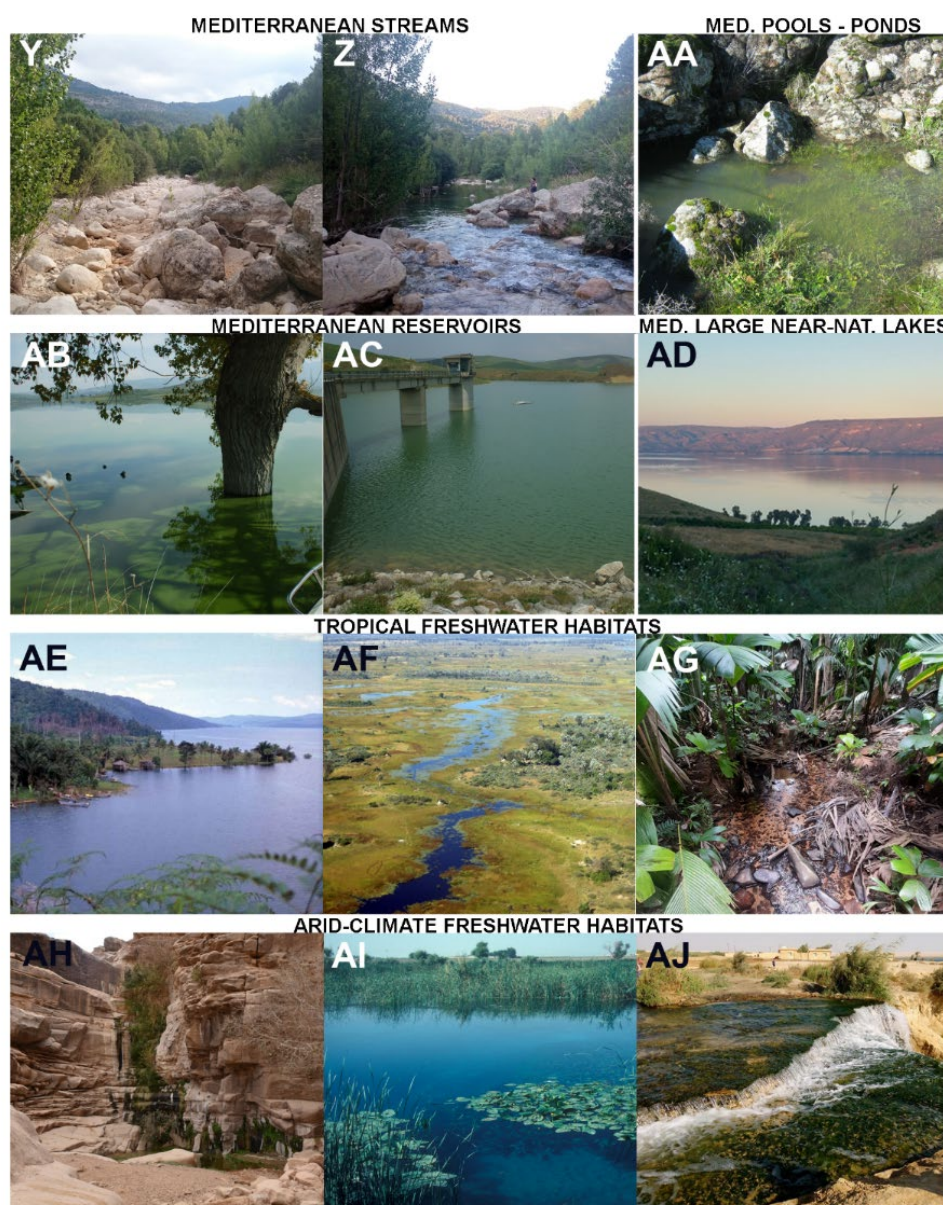 MEDITERRANEAN STREAMS
MED. POOLS - PONDS
Y
Z
AA
MEDITERRANEAN RESERVOIRS
MED. LARGE NEAR-NAT. LAKES
AB
AC
AD
TROPICAL FRESHWATER HABITATS
AE
AF
AG
ARID-CLIMATE FRESHWATER HABITATS
AH
AI
AJ